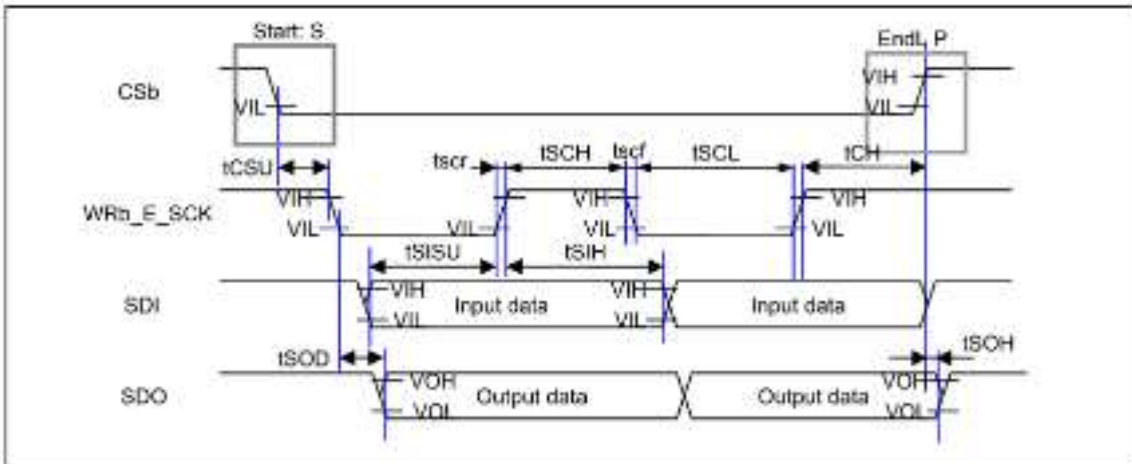 Start: S
EndL P
CSb
VIL
VIH
VIL
tCSU
tscr
tSCH
tscf
tSCL
tCH
WRb_E_SCK
VIH
VIH
VIH
VIL
VIL
VIL
VIL
tSISU
tSIH
SDI
VIH
Input data
VIH
Input data
VIL
VIL
tSOD
tSOH
SDO
VOH
Output data
Output data
VOH
VOL
VOL